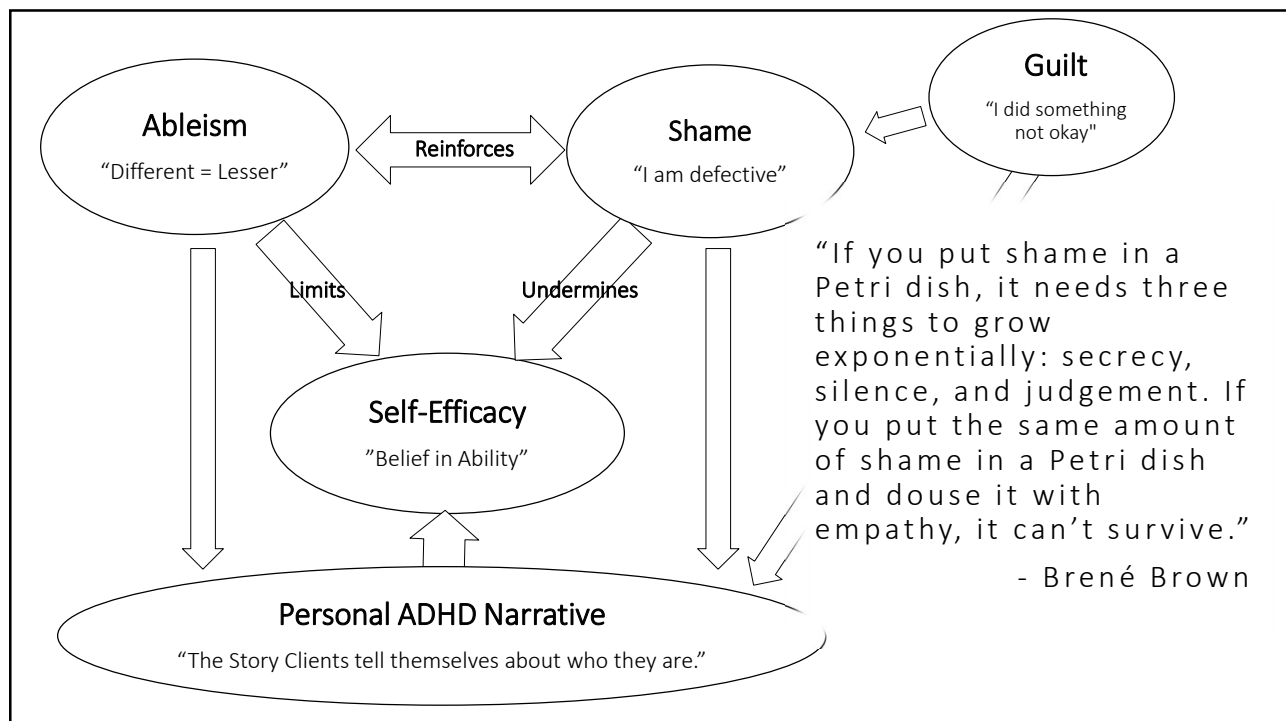 Guilt
“I did something
not okay"
Ableism
“Different = Lesser”
Reinforces
Shame
“I am defective”
Limits
Undermines
Self-Efficacy
”Belief in Ability”
Personal ADHD Narrative
“The Story Clients tell themselves about who they are.”
“If you put shame in a
Petri dish, it needs three
things to grow
exponentially: secrecy,
silence, and judgement. If
you put the same amount
of shame in a Petri dish
and douse it with
empathy, it can’t survive.”
- Brené Brown